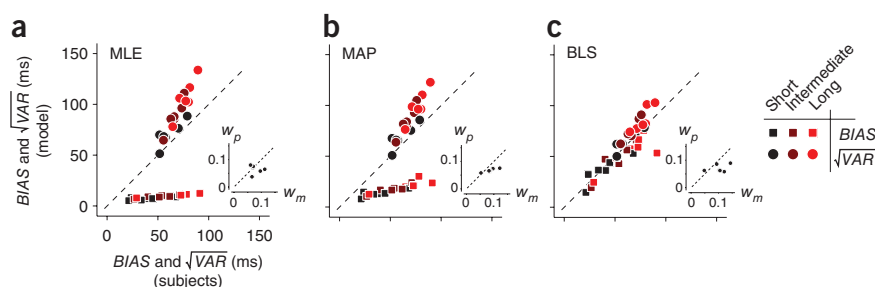 a
MLE
b
MAP
c
BLS
BIAS and √VAR (ms)
(model)
150
100
50
0
0 50 100 150
BIAS and √VAR (ms)
(subjects)
w_p
0.1
0
0 0.1
w_m
w_p
0.1
0
0 0.1
w_m
w_p
0.1
0
0 0.1
w_m
Short
Intermediate
Long
BIAS
√VAR